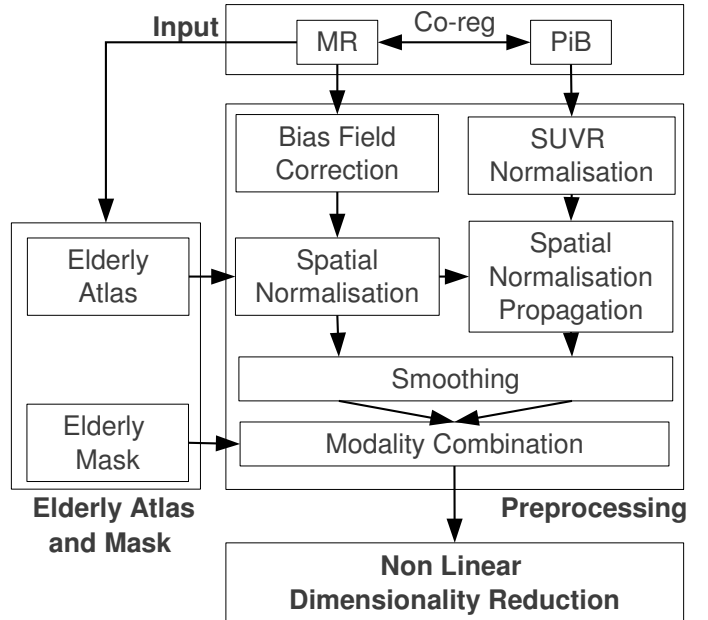 Input
Co-reg
MR
PiB
Bias Field
Correction
SUVR
Normalisation
Elderly
Atlas
Spatial
Normalisation
Spatial
Normalisation
Propagation
Smoothing
Elderly
Mask
Modality Combination
Elderly Atlas
and Mask
Preprocessing
Non Linear
Dimensionality Reduction